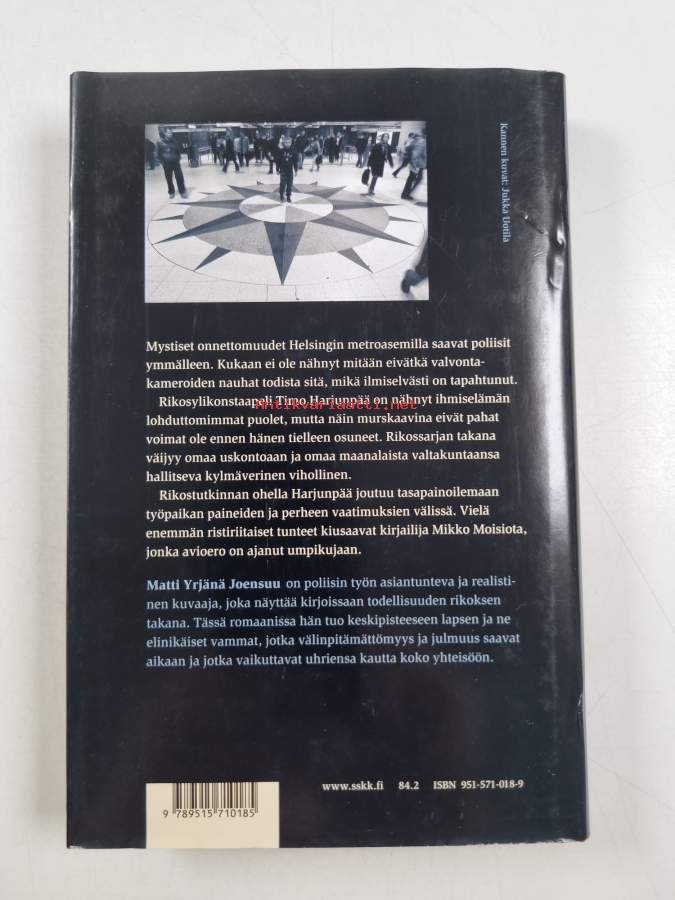 Kannen kuvat: Jukka Uotila
Mystiset onnettomuudet Helsingin metroasemilla saavat poliisit
ymmälleen. Kukaan ei ole nähnyt mitään eivätkä valvonta-
kameroiden nauhat todista sitä, mikä ilmiselvästi on tapahtunut.
Rikosylikonstaapeli Timo Harjunpää on nähnyt ihmiselämän
Antikvariaatti.net
lohduttomimmat puolet, mutta näin murskaavina eivät pahat
voimat ole ennen hänen tielleen osuneet. Rikossarjan takana
väijyy omaa uskontoaan ja omaa maanalaista valtakuntaansa
hallitseva kylmäverinen vihollinen.
Rikostutkinnan ohella Harjunpää joutuu tasapainoilemaan
työpaikan paineiden ja perheen vaatimuksien välissä. Vielä
enemmän ristiriitaiset tunteet kiusaavat kirjailija Mikko Moisiota,
jonka avioero on ajanut umpikujaan.
Matti Yrjänä Joensuu on poliisin työn asiantunteva ja realisti-
nen kuvaaja, joka näyttää kirjoissaan todellisuuden rikoksen
takana. Tässä romaanissa hän tuo keskipisteeseen lapsen ja ne
elinikäiset vammat, jotka välinpitämättömyys ja julmuus saavat
aikaan ja jotka vaikuttavat uhriensa kautta koko yhteisöön.
www.sskk.fi 84.2 ISBN 951-571-018-9
9 789515 710185